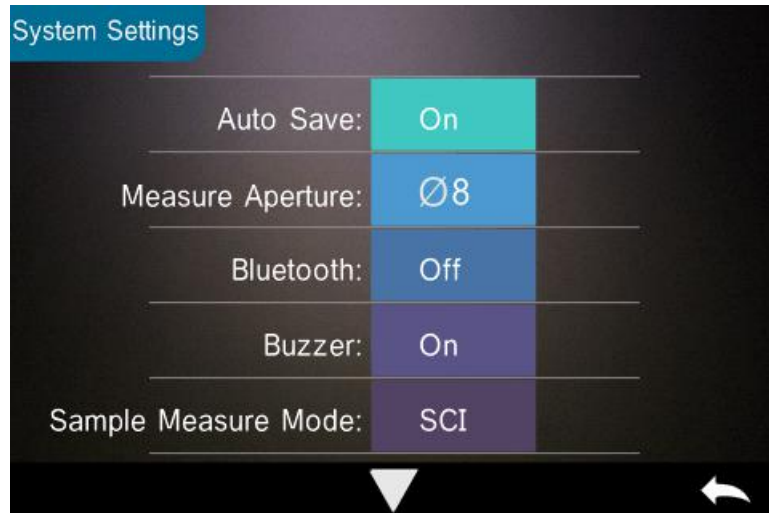 System Settings
Auto Save: On
Measure Aperture: Ø8
Bluetooth: Off
Buzzer: On
Sample Measure Mode: SCI